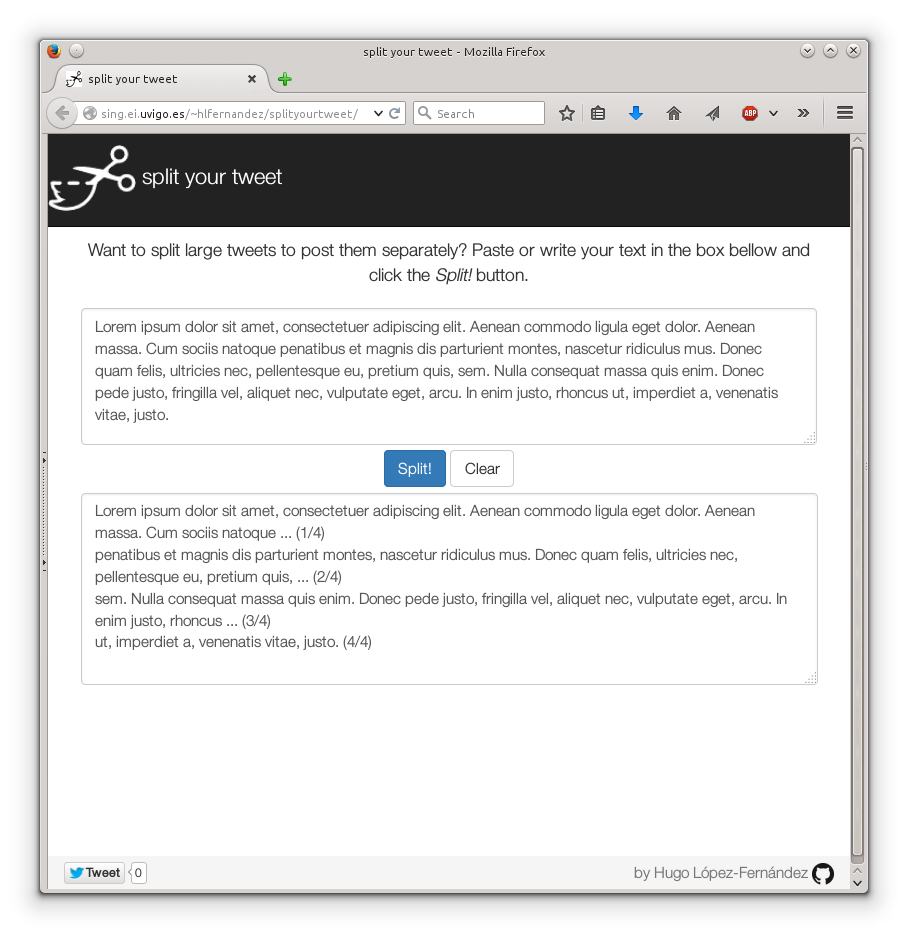 split your tweet - Mozilla Firefox
split your tweet
sing.ei.uvigo.es/~hlfernandez/splityourtweet/
Search
ABP
split your tweet
Want to split large tweets to post them separately? Paste or write your text in the box bellow and
click the Split! button.
Lorem ipsum dolor sit amet, consectetuer adipiscing elit. Aenean commodo ligula eget dolor. Aenean
massa. Cum sociis natoque penatibus et magnis dis parturient montes, nascetur ridiculus mus. Donec
quam felis, ultricies nec, pellentesque eu, pretium quis, sem. Nulla consequat massa quis enim. Donec
pede justo, fringilla vel, aliquet nec, vulputate eget, arcu. In enim justo, rhoncus ut, imperdiet a, venenatis
vitae, justo.
Split!
Clear
Lorem ipsum dolor sit amet, consectetuer adipiscing elit. Aenean commodo ligula eget dolor. Aenean
massa. Cum sociis natoque ... (1/4)
penatibus et magnis dis parturient montes, nascetur ridiculus mus. Donec quam felis, ultricies nec,
pellentesque eu, pretium quis, ... (2/4)
sem. Nulla consequat massa quis enim. Donec pede justo, fringilla vel, aliquet nec, vulputate eget, arcu. In
enim justo, rhoncus ... (3/4)
ut, imperdiet a, venenatis vitae, justo. (4/4)
Tweet
0
by Hugo López-Fernández